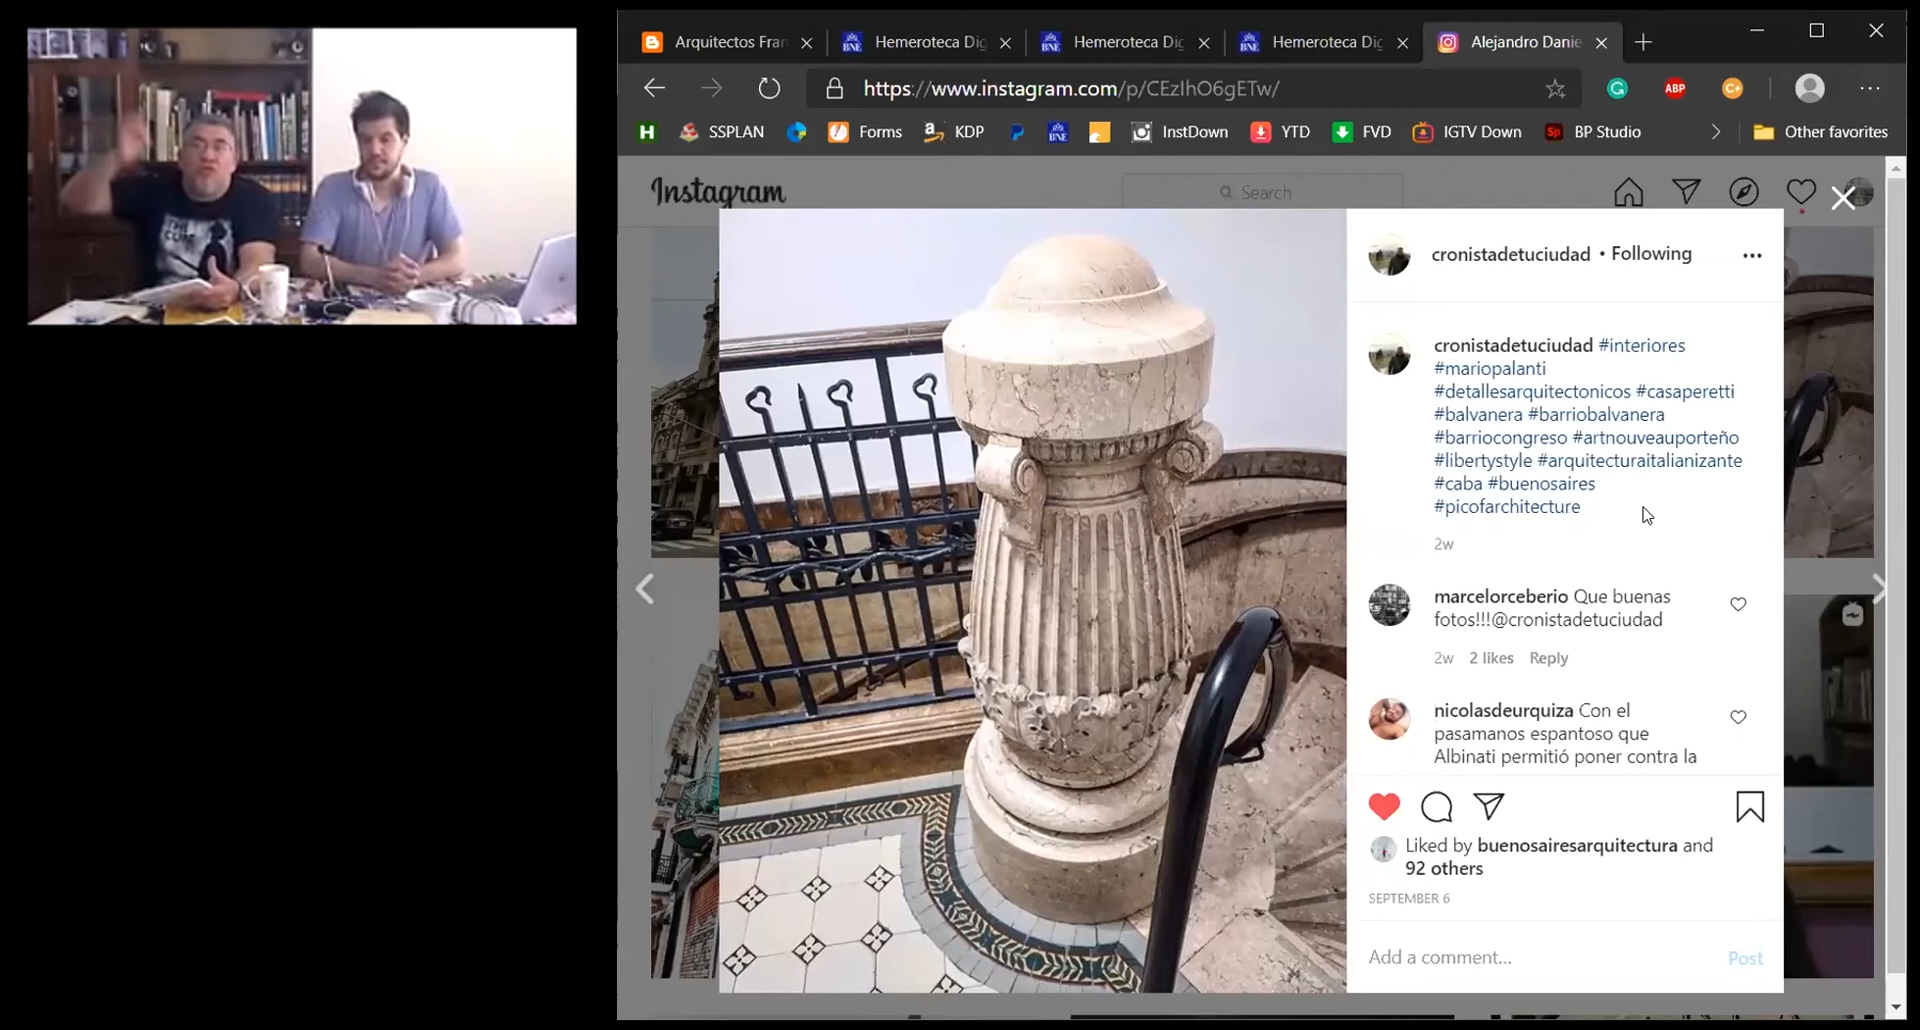 Arquitectos Fran
Hemeroteca Dig
Hemeroteca Dig
Hemeroteca Dig
Alejandro Danie
https://www.instagram.com/p/CEzIhO6gETw/
ABP
H
SSPLAN
Forms
KDP
BNE
InstDown
YTD
FVD
IGTV Down
Sp
BP Studio
Other favorites
Instagram
Search
cronistadetuciudad • Following
cronistadetuciudad #interiores
#mariopalanti
#detallesarquitectonicos #casaperetti
#balvanera #barriobalvanera
#barriocongreso #artnouveauporteño
#libertystyle #arquitecturaitalianizante
#caba #buenosaires
#picofarchitecture
2w
marcelorceberio Que buenas
fotos!!!@cronistadetuciudad
2w 2 likes Reply
nicolasdeurquiza Con el
pasamanos espantoso que
Albinati permitió poner contra la
Liked by buenosairesarquitectura and
92 others
SEPTEMBER 6
Add a comment...
Post